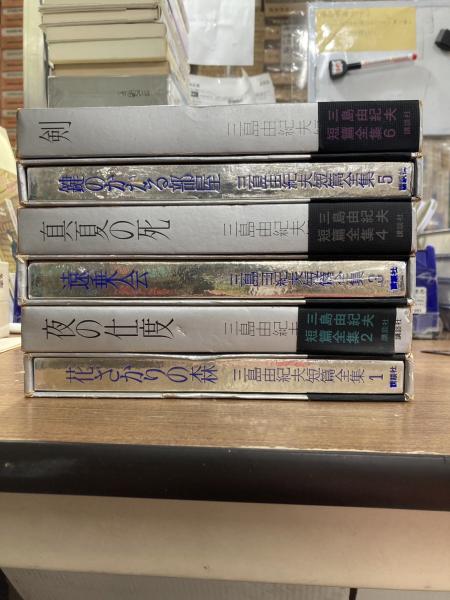 剣
三島由紀夫
三島由紀夫
短篇全集6
講談社
鍵のかかる部屋
三島由紀夫短篇全集5
講談社
真夏の死
三島由紀夫
三島由紀夫
短篇全集4
講談社
遠乗会
三島由紀夫短篇全集3
講談社
夜の仕度
三島由紀夫
三島由紀夫
短篇全集2
講談社
花ざかりの森
三島由紀夫短篇全集1
講談社